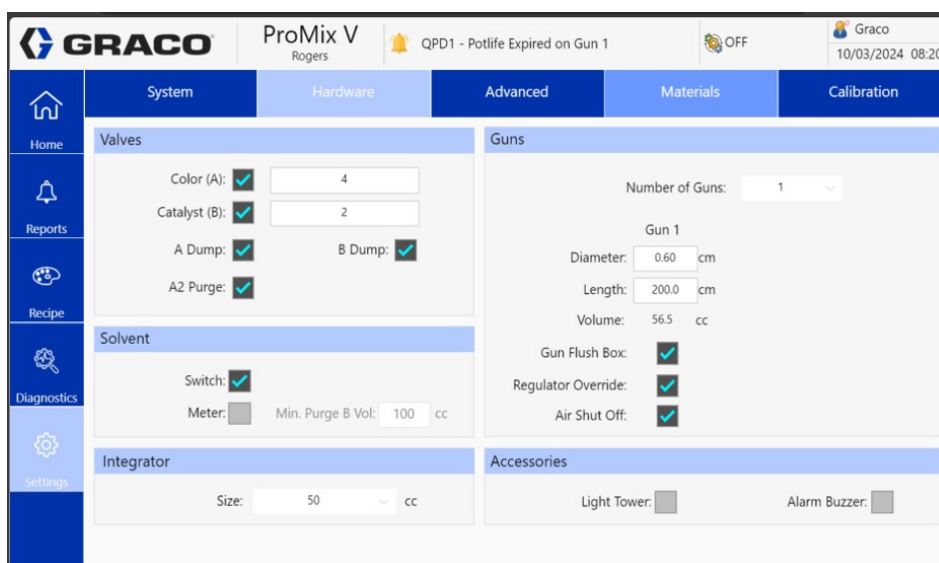 GRACO
ProMix V
Rogers
QPD1 - Potlife Expired on Gun 1
OFF
Graco
10/03/2024 08:20
System
Hardware
Advanced
Materials
Calibration
Home
Reports
Recipe
Diagnostics
Settings
Valves
Color (A): 4
Catalyst (B): 2
A Dump: B Dump:
A2 Purge:
Solvent
Switch:
Meter: Min. Purge B Vol: 100 cc
Integrator
Size: 50 cc
Guns
Number of Guns: 1
Gun 1
Diameter: 0.60 cm
Length: 200.0 cm
Volume: 56.5 cc
Gun Flush Box:
Regulator Override:
Air Shut Off:
Accessories
Light Tower: Alarm Buzzer: